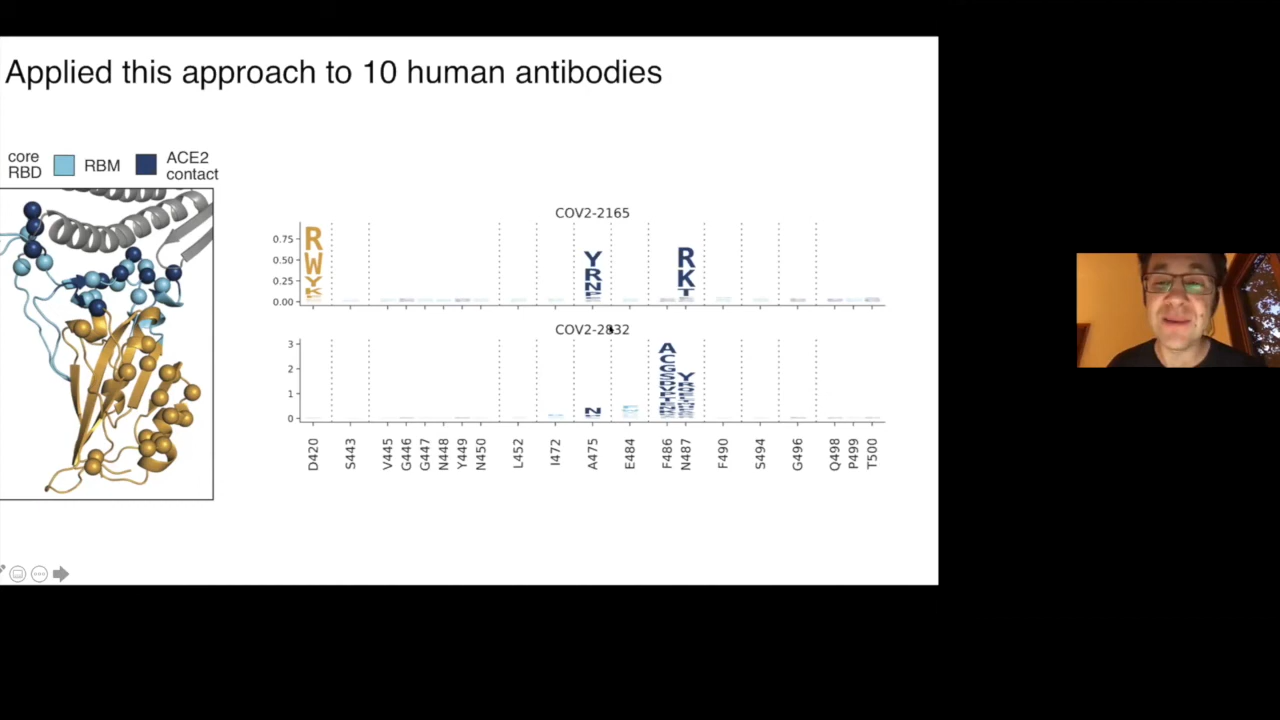 Applied this approach to 10 human antibodies
core
RBD
RBM
ACE2
contact
COV2-2165
0.75
0.50
0.25
0.00
R
W
Y
K
Y
R
N
R
K
T
COV2-2832
3
2
1
0
N
A
C
G
S
Y
D420
S443
V445
G446
G447
N448
Y449
N450
L452
I472
A475
E484
F486
N487
F490
S494
G496
Q498
P499
T500